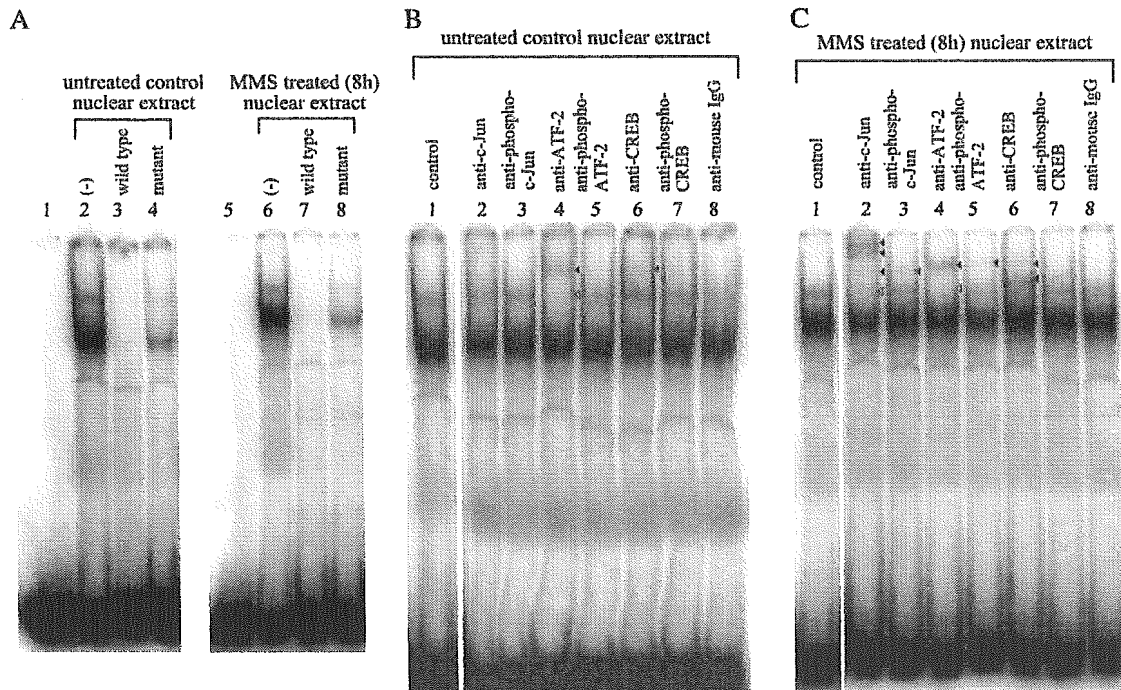 A
untreated control
nuclear extract
(-)
wild type
mutant
1
2
3
4
MMS treated (8h)
nuclear extract
(-)
wild type
mutant
5
6
7
8
B
untreated control nuclear extract
control
anti-c-Jun
anti-phospho-
c-Jun
anti-ATF-2
anti-phospho-
ATF-2
anti-CREB
anti-phospho-
CREB
anti-mouse IgG
1
2
3
4
5
6
7
8
C
MMS treated (8h) nuclear extract
control
anti-c-Jun
anti-phospho-
c-Jun
anti-ATF-2
anti-phospho-
ATF-2
anti-CREB
anti-phospho-
CREB
anti-mouse IgG
1
2
3
4
5
6
7
8